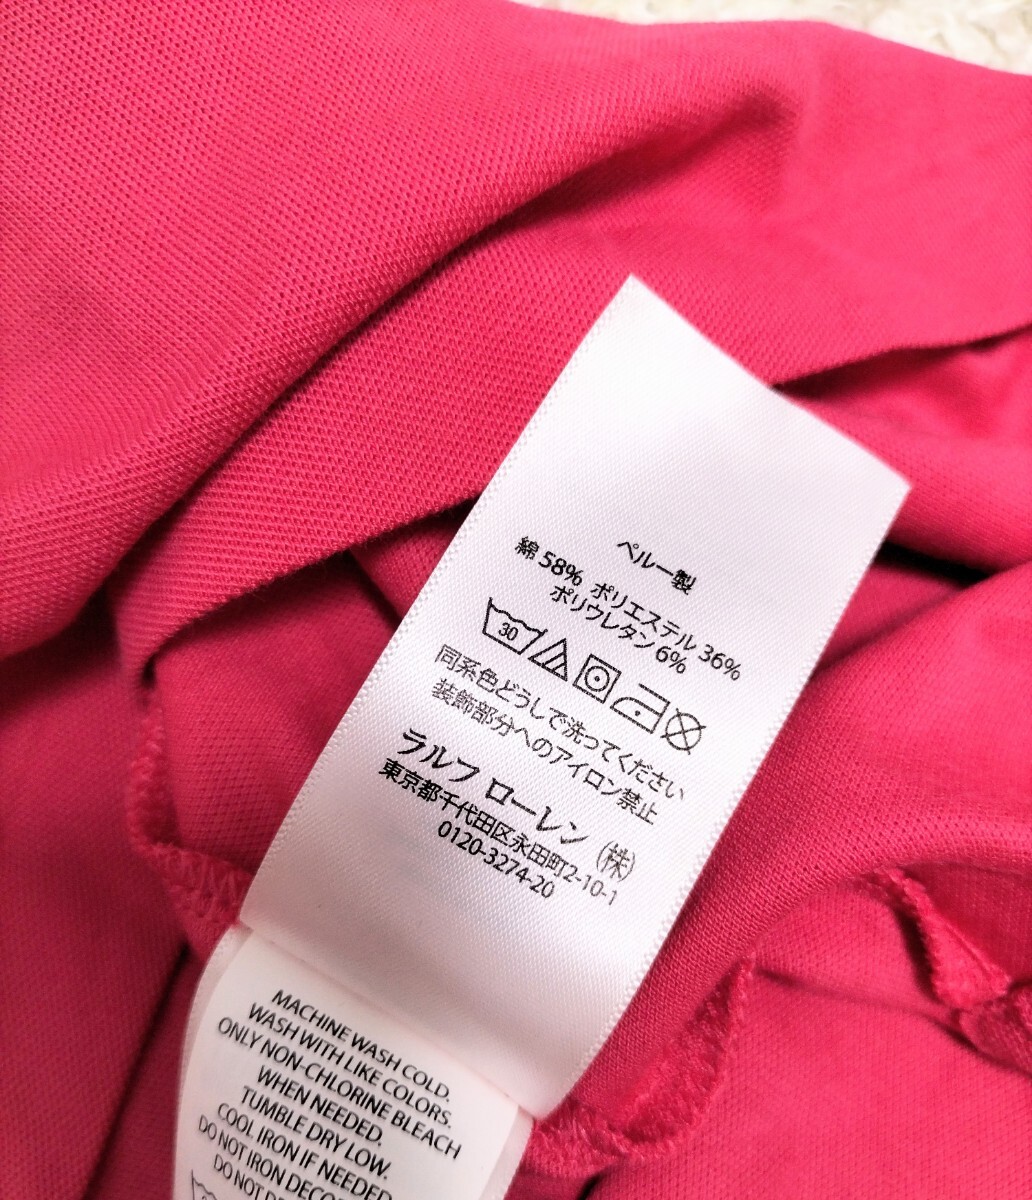 ペルー製
綿 58% ポリエステル 36%
ポリウレタン 6%
30
同系色どうしで洗ってください
装飾部分へのアイロン禁止
ラルフ ローレン (株)
東京都千代田区永田町2-10-1
0120-3274-20
MACHINE WASH COLD.
WASH WITH LIKE COLORS.
ONLY NON-CHLORINE BLEACH
WHEN NEEDED.
TUMBLE DRY LOW.
COOL IRON IF NEEDED
DO NOT IRON DECOR
DO NOT